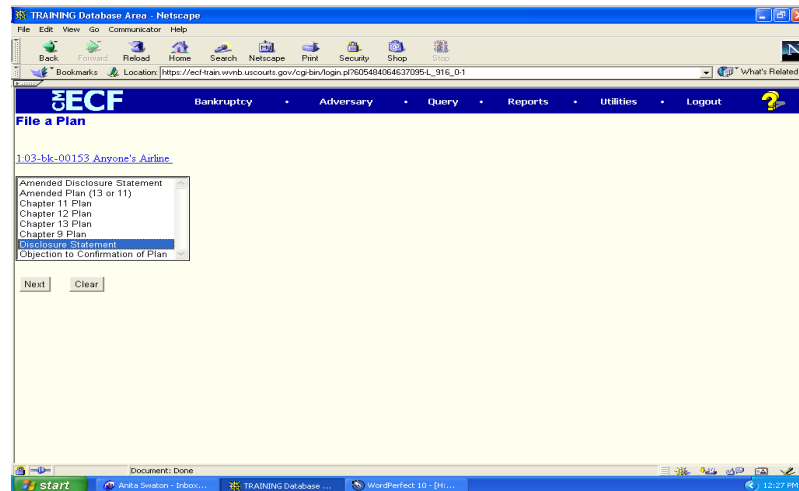 TRAINING Database Area - Netscape
File Edit View Go Communicator Help
Back Forward Reload Home Search Netscape Print Security Shop Stop
Bookmarks Location: https://ecf-train.wvnb.uscourts.gov/cgi-bin/login.pl?605484064637095-L_916_0-1 What's Related
CM ECF Bankruptcy • Adversary • Query • Reports • Utilities • Logout ?
File a Plan
1:03-bk-00153 Anyone's Airline
Amended Disclosure Statement
Amended Plan (13 or 11)
Chapter 11 Plan
Chapter 12 Plan
Chapter 13 Plan
Chapter 9 Plan
Disclosure Statement
Objection to Confirmation of Plan
Next Clear
Document: Done
start Anita Swaton - Inbox... TRAINING Database ... WordPerfect 10 - [H:... 12:27 PM